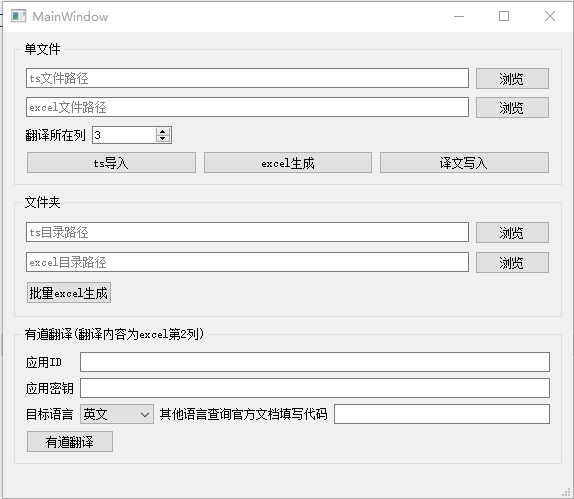 MainWindow
单文件
ts文件路径 浏览
excel文件路径 浏览
翻译所在列 3
ts导入 excel生成 译文写入
文件夹
ts目录路径 浏览
excel目录路径 浏览
批量excel生成
有道翻译(翻译内容为excel第2列)
应用ID
应用密钥
目标语言 英文 其他语言查询官方文档填写代码
有道翻译